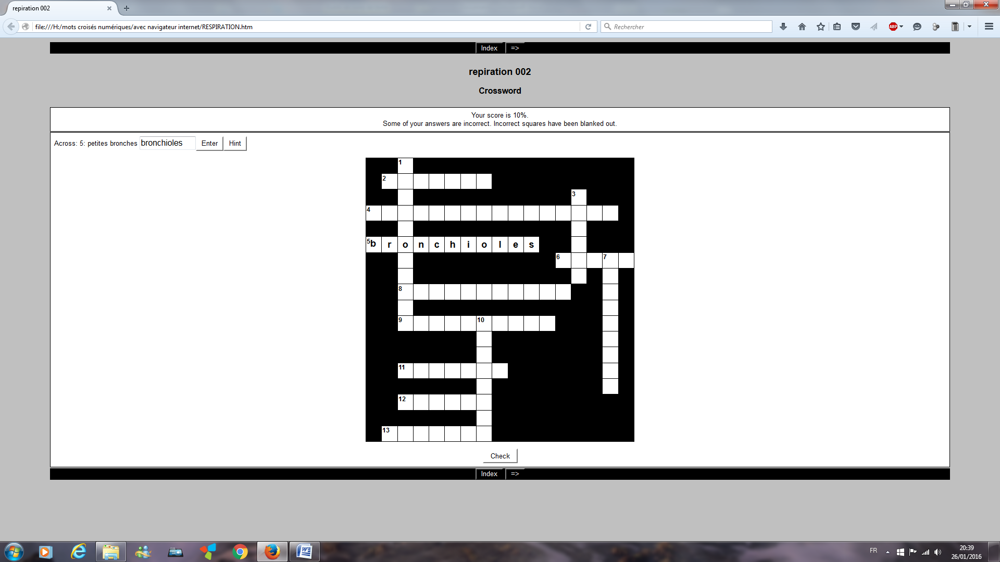 repiration 002
file:///H:/mots croisés numériques/avec navigateur internet/RESPIRATION.htm
Rechercher
ABP
Index =>
repiration 002
Crossword
Your score is 10%.
Some of your answers are incorrect. Incorrect squares have been blanked out.
Across: 5: petites bronches bronchioles Enter Hint
1
2
3
4
5 b r o n c h i o l e s
6 7
8
9 10
11
12
13
Check
Index =>
FR
20:39
26/01/2016